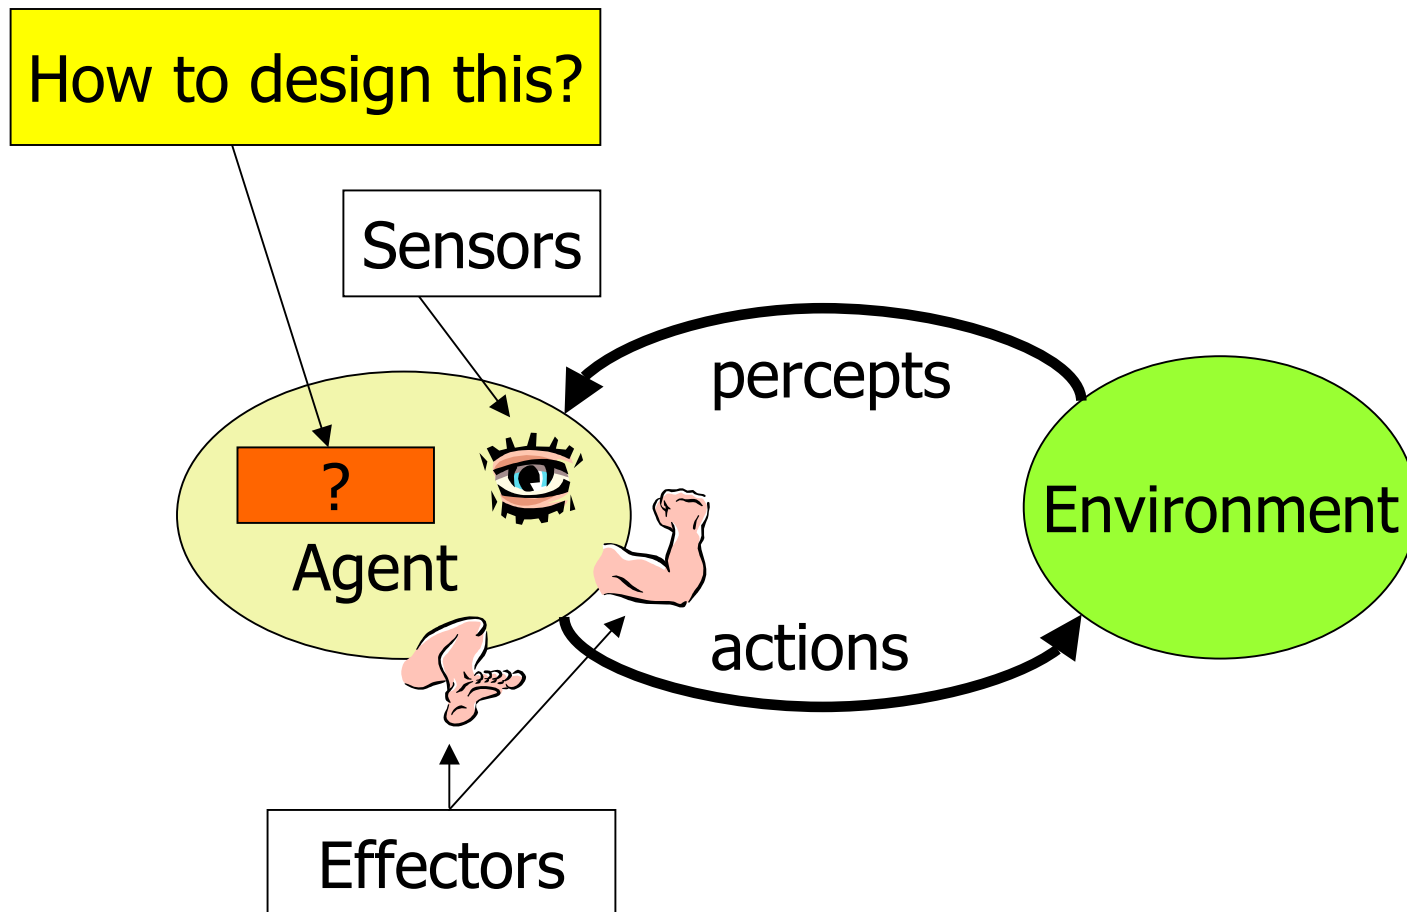 How to design this?
Sensors
percepts
?
Environment
Agent
actions
Effectors